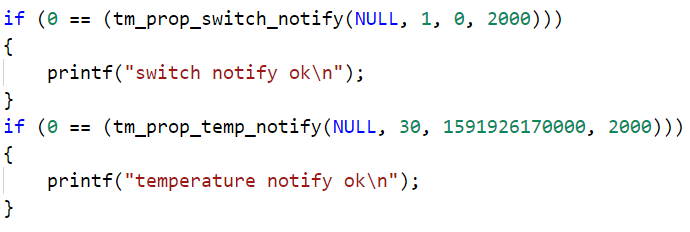 if (0 == (tm_prop_switch_notify(NULL, 1, 0, 2000)))
{
    printf("switch notify ok\n");
}
if (0 == (tm_prop_temp_notify(NULL, 30, 1591926170000, 2000)))
{
    printf("temperature notify ok\n");
}